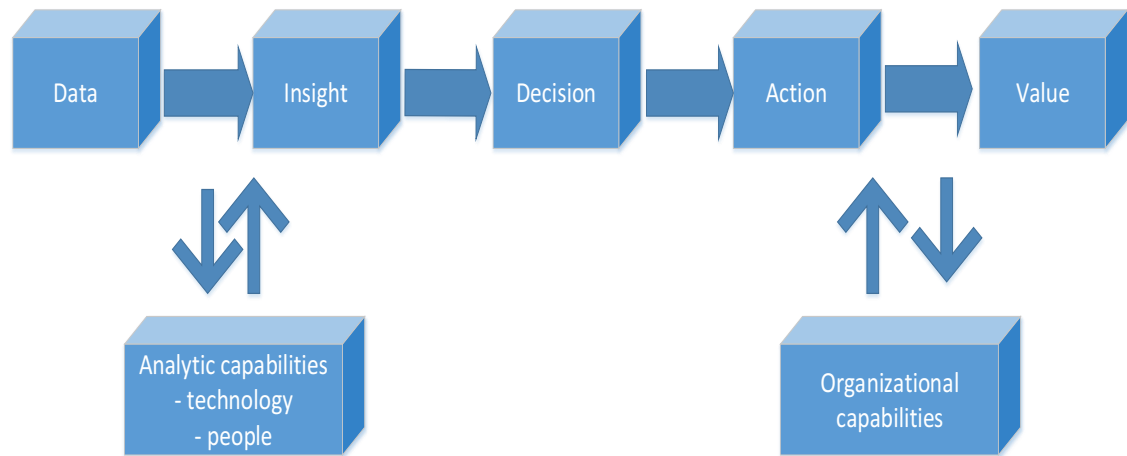 Data
Insight
Decision
Action
Value
Analytic capabilities
- technology
- people
Organizational
capabilities